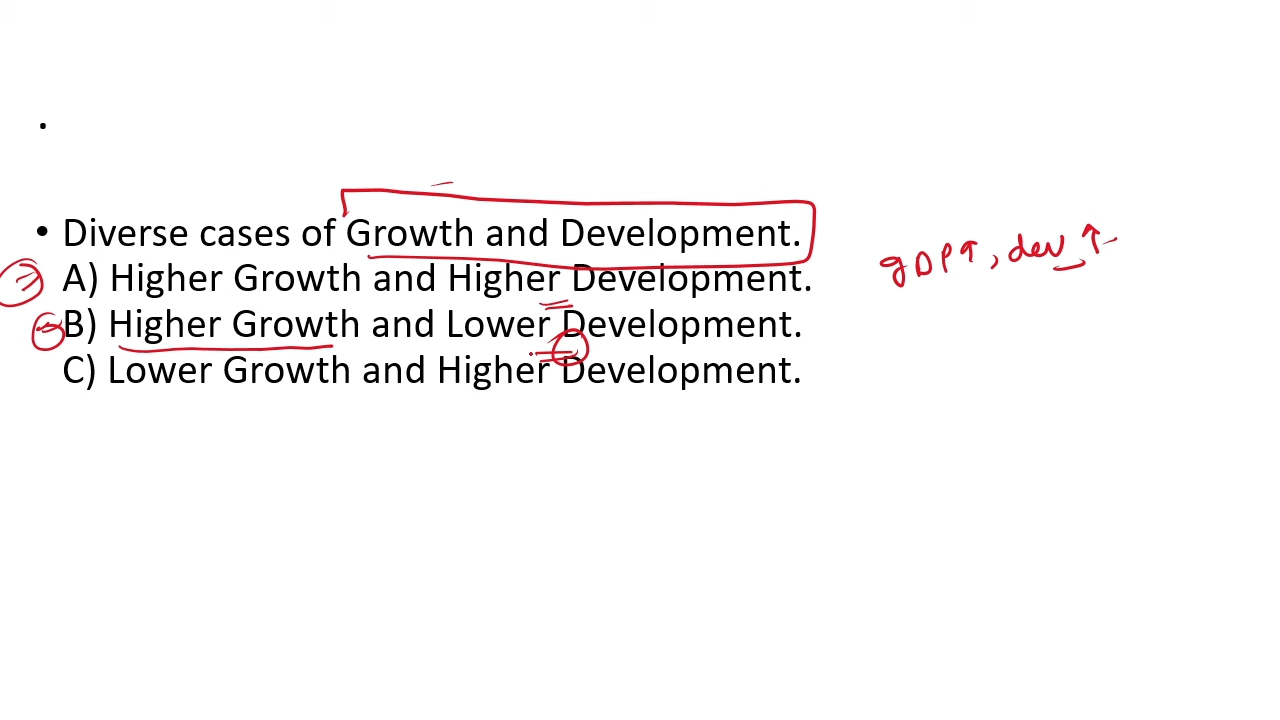 .
• Diverse cases of Growth and Development.
A) Higher Growth and Higher Development.
B) Higher Growth and Lower Development.
C) Lower Growth and Higher Development.
gDP↑, dev ↑